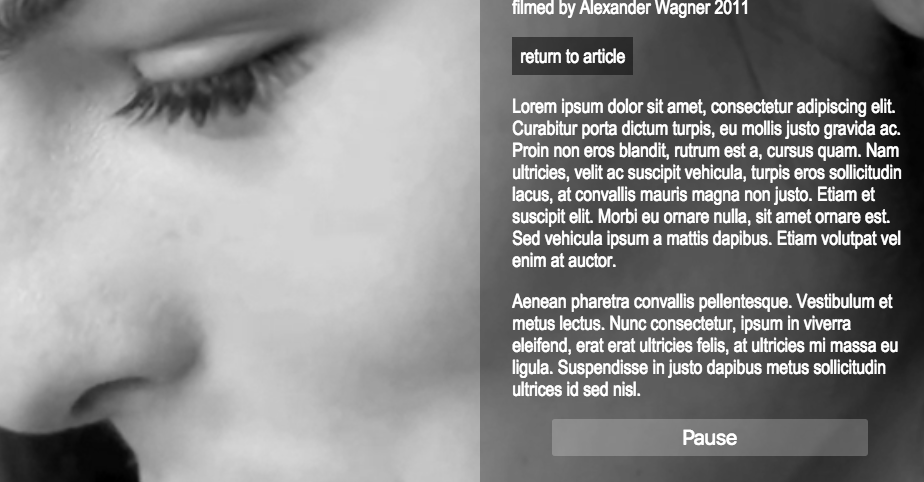 filmed by Alexander Wagner 2011
return to article
Lorem ipsum dolor sit amet, consectetur adipiscing elit.
Curabitur porta dictum turpis, eu mollis justo gravida ac.
Proin non eros blandit, rutrum est a, cursus quam. Nam
ultricies, velit ac suscipit vehicula, turpis eros sollicitudin
lacus, at convallis mauris magna non justo. Etiam et
suscipit elit. Morbi eu ornare nulla, sit amet ornare est.
Sed vehicula ipsum a mattis dapibus. Etiam volutpat vel
enim at auctor.
Aenean pharetra convallis pellentesque. Vestibulum et
metus lectus. Nunc consectetur, ipsum in viverra
eleifend, erat erat ultricies felis, at ultricies mi massa eu
ligula. Suspendisse in justo dapibus metus sollicitudin
ultrices id sed nisl.
Pause